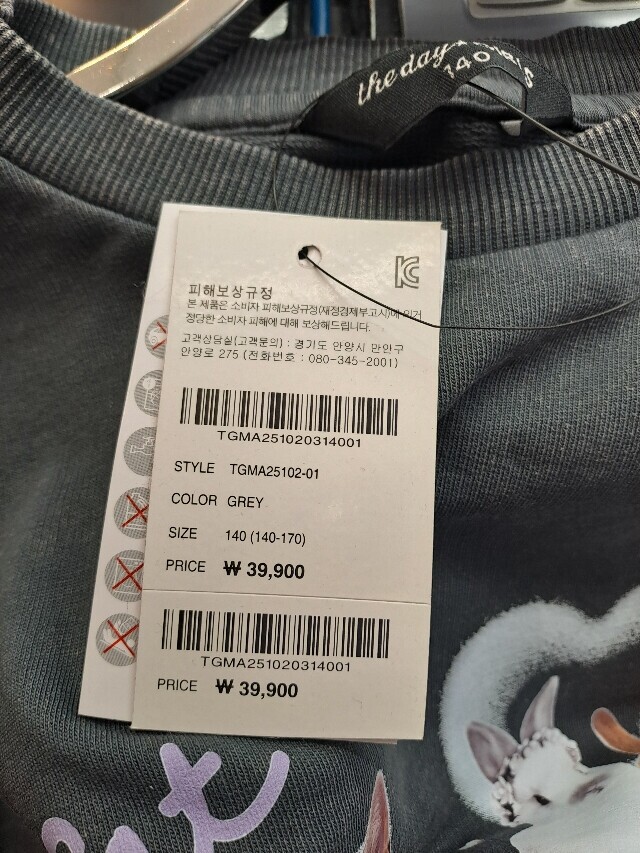 the day
140
KC
피해보상규정
본 제품은 소비자 피해보상규정(재정경제부고시)에 의거
정당한 소비자 피해에 대해 보상해드립니다.
고객상담실(고객문의) : 경기도 안양시 만안구
안양로 275 (전화번호 : 080-345-2001)
TGMA251020314001
STYLE TGMA25102-01
COLOR GREY
SIZE 140 (140-170)
PRICE ₩ 39,900
TGMA251020314001
PRICE ₩ 39,900